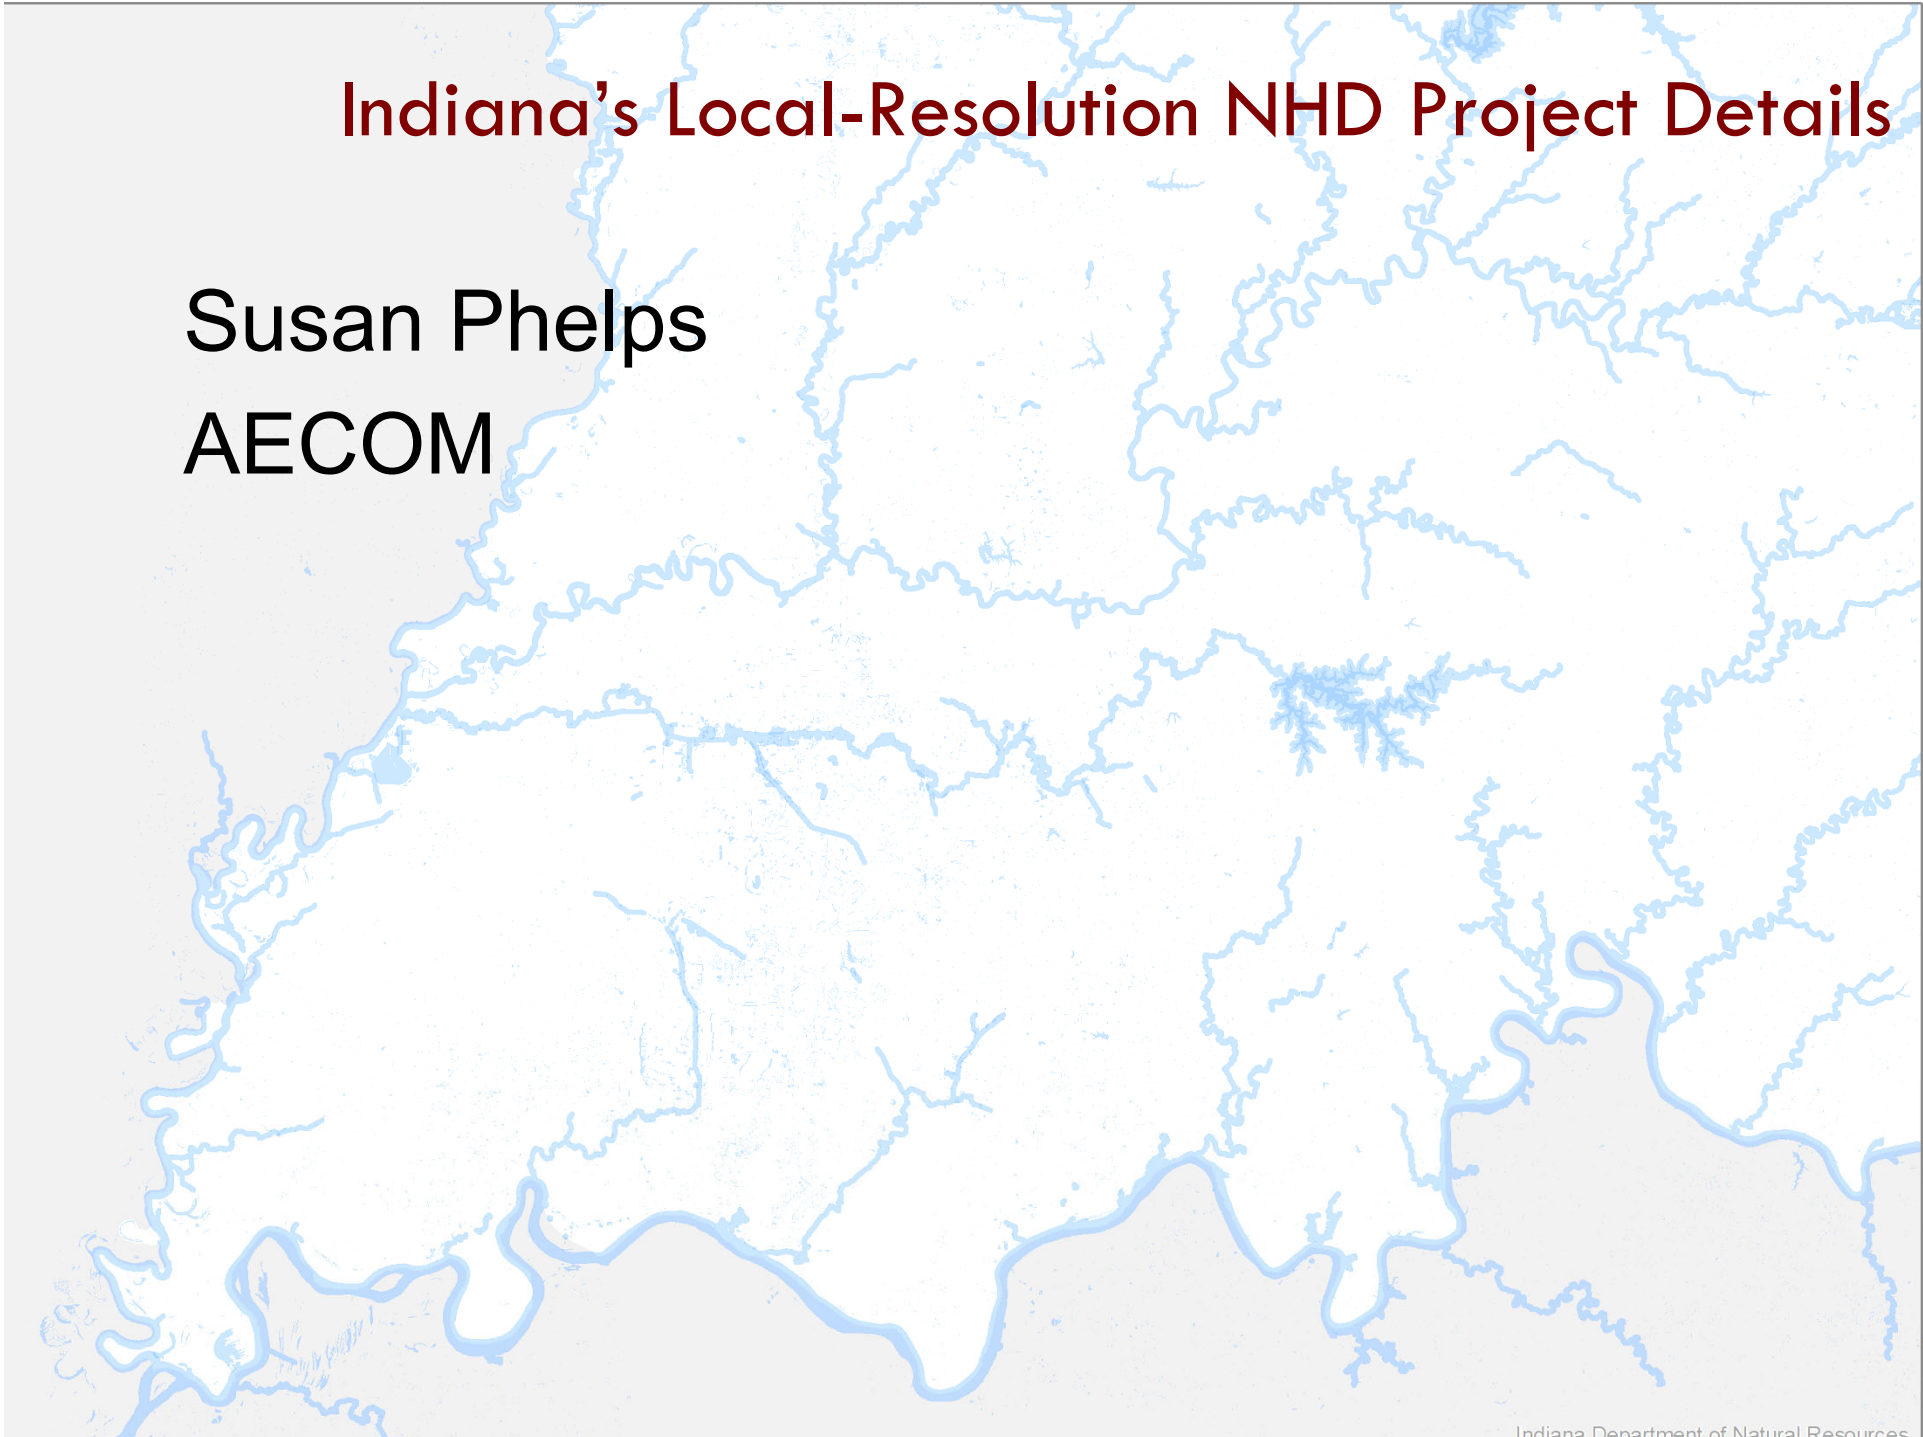 Indiana’s Local-Resolution NHD Project Details
Susan Phelps
AECOM
Indiana Department of Natural Resources